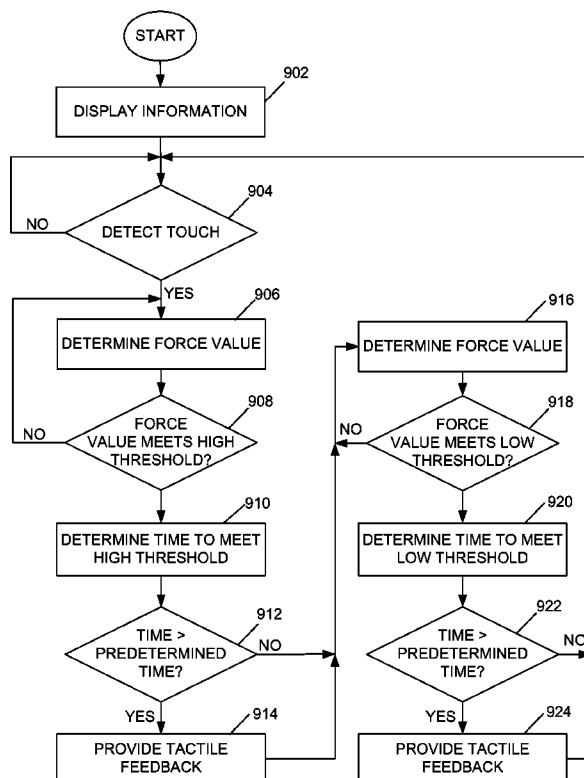 START
902
DISPLAY INFORMATION
904
NO
DETECT TOUCH
YES
906
DETERMINE FORCE VALUE
908
FORCE
VALUE MEETS HIGH
THRESHOLD?
NO
910
DETERMINE TIME TO MEET
HIGH THRESHOLD
912
TIME >
PREDETERMINED
TIME?
NO
YES
914
PROVIDE TACTILE
FEEDBACK
916
DETERMINE FORCE VALUE
918
NO
FORCE
VALUE MEETS LOW
THRESHOLD?
920
DETERMINE TIME TO MEET
LOW THRESHOLD
922
TIME >
PREDETERMINED
TIME?
NO
YES
924
PROVIDE TACTILE
FEEDBACK